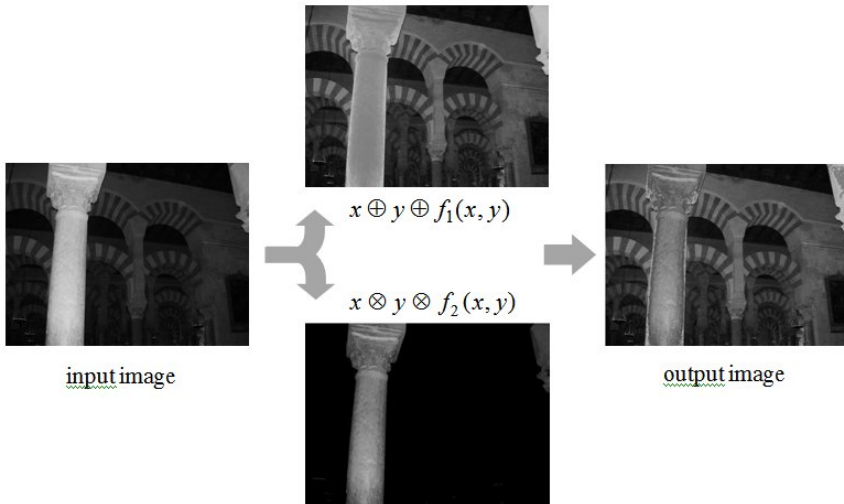 x ⊕ y ⊕ f₁(x, y)
x ⊗ y ⊗ f₂(x, y)
input image
output image